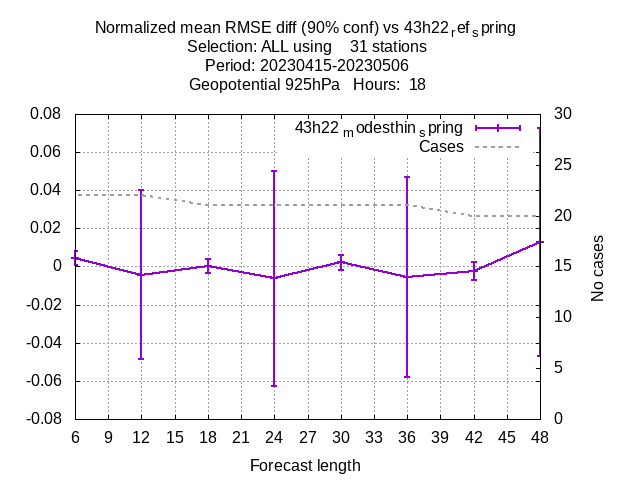 Normalized mean RMSE diff (90% conf) vs 43h22refspring
Selection: ALL using 31 stations
Period: 20230415-20230506
Geopotential 925hPa Hours: 18
43h22modesthinspring
Cases
0.08
0.06
0.04
0.02
0
-0.02
-0.04
-0.06
-0.08
30
25
20
15
10
5
0
No cases
6 9 12 15 18 21 24 27 30 33 36 39 42 45 48
Forecast length